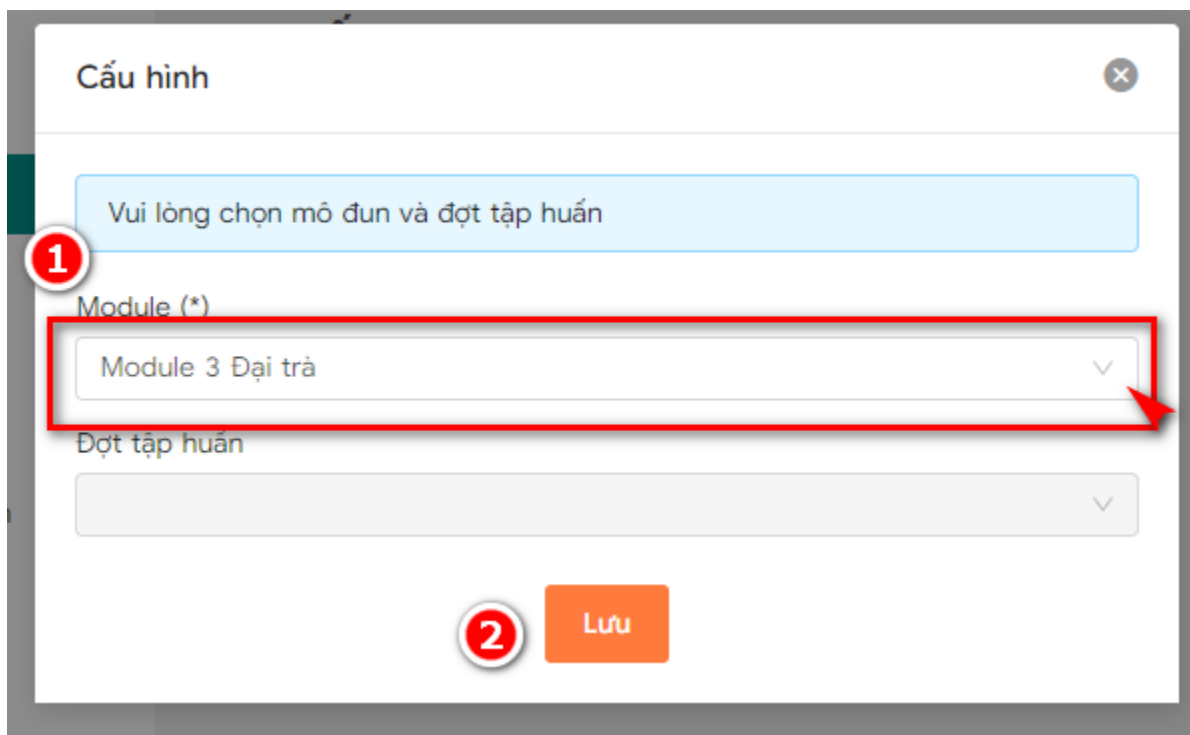 Cấu hình
Vui lòng chọn mô đun và đợt tập huấn
1
Module (*)
Module 3 Đại trà
Đợt tập huấn
2
Lưu